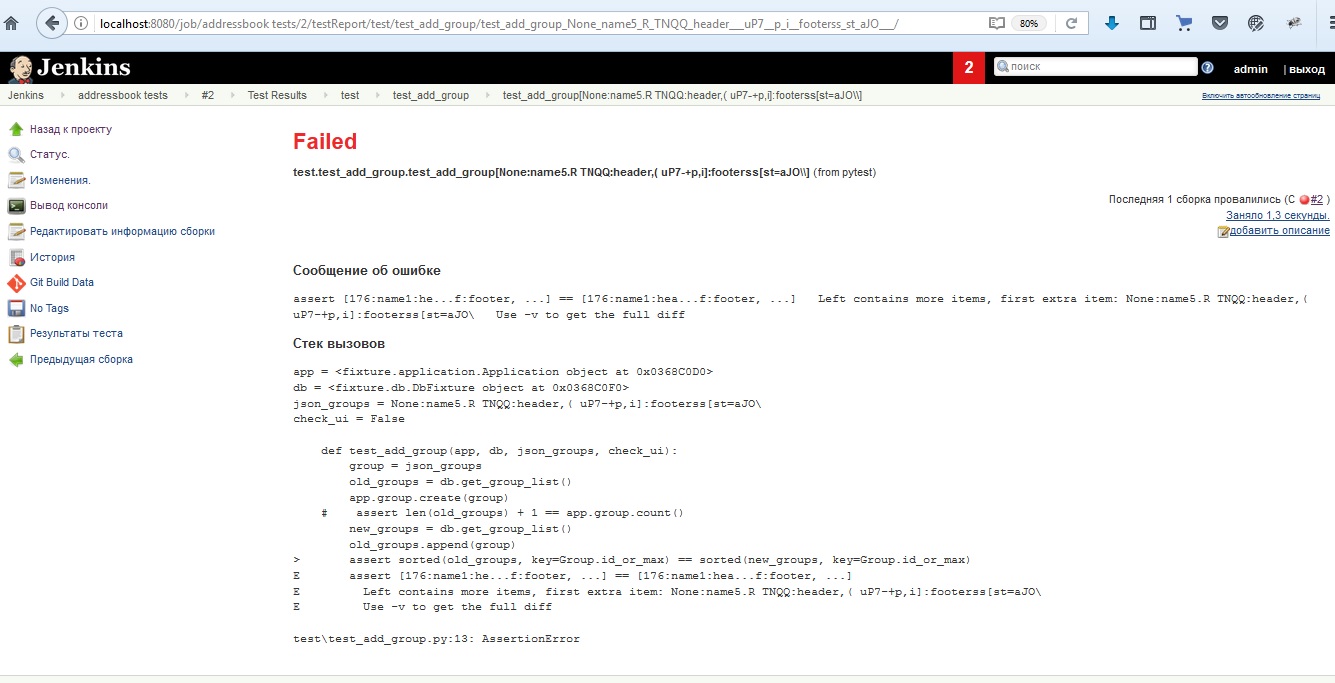 localhost:8080/job/addressbook tests/2/testReport/test/test_add_group/test_add_group_None_name5_R_TNQQ_header___uP7__p_i__footerss_st_aJO___/
80%
Jenkins
2
поиск
admin
| выход
Jenkins
addressbook tests
#2
Test Results
test
test_add_group
test_add_group[None:name5.R TNQQ:header,( uP7-+p,i]:footerss[st=aJO\\]
Включить автообновление страниц
Назад к проекту
Статус.
Изменения.
Вывод консоли
Редактировать информацию сборки
История
Git Build Data
No Tags
Результаты теста
Предыдущая сборка
Failed
test.test_add_group.test_add_group[None:name5.R TNQQ:header,( uP7-+p,i]:footerss[st=aJO\\] (from pytest)
Последняя 1 сборка провалились (С #2 )
Заняло 1,3 секунды.
добавить описание
Сообщение об ошибке
assert [176:name1:he...f:footer, ...] == [176:name1:hea...f:footer, ...]   Left contains more items, first extra item: None:name5.R TNQQ:header,(
uP7-+p,i]:footerss[st=aJO\   Use -v to get the full diff
Стек вызовов
app = <fixture.application.Application object at 0x0368C0D0>
db = <fixture.db.DbFixture object at 0x0368C0F0>
json_groups = None:name5.R TNQQ:header,( uP7-+p,i]:footerss[st=aJO\
check_ui = False
    def test_add_group(app, db, json_groups, check_ui):
        group = json_groups
        old_groups = db.get_group_list()
        app.group.create(group)
    #    assert len(old_groups) + 1 == app.group.count()
        new_groups = db.get_group_list()
        old_groups.append(group)
>       assert sorted(old_groups, key=Group.id_or_max) == sorted(new_groups, key=Group.id_or_max)
E       assert [176:name1:he...f:footer, ...] == [176:name1:hea...f:footer, ...]
E         Left contains more items, first extra item: None:name5.R TNQQ:header,( uP7-+p,i]:footerss[st=aJO\
E         Use -v to get the full diff
test\test_add_group.py:13: AssertionError